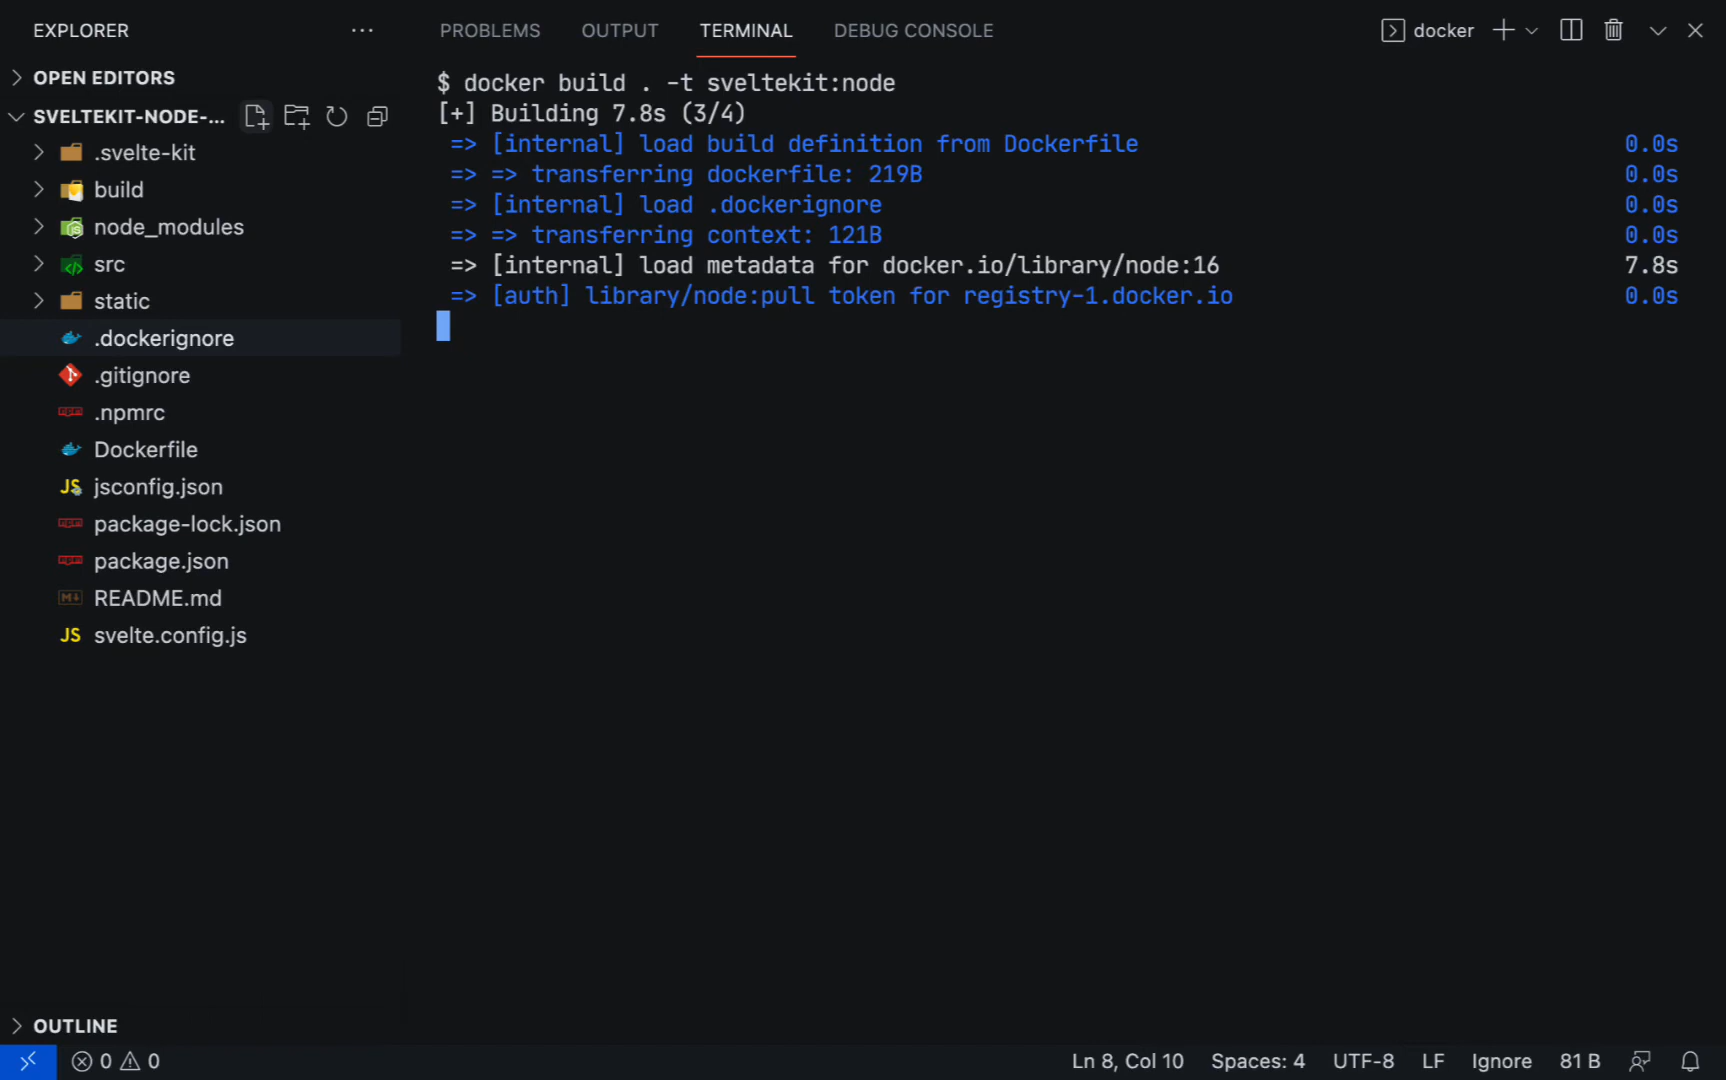 EXPLORER
···
OPEN EDITORS
SVELTEKIT-NODE-...
.svelte-kit
build
node_modules
src
static
.dockerignore
.gitignore
.npmrc
Dockerfile
JS jsconfig.json
package-lock.json
package.json
README.md
JS svelte.config.js
OUTLINE
PROBLEMS OUTPUT TERMINAL DEBUG CONSOLE docker
$ docker build . -t sveltekit:node
[+] Building 7.8s (3/4)
=> [internal] load build definition from Dockerfile 0.0s
=> => transferring dockerfile: 219B 0.0s
=> [internal] load .dockerignore 0.0s
=> => transferring context: 121B 0.0s
=> [internal] load metadata for docker.io/library/node:16 7.8s
=> [auth] library/node:pull token for registry-1.docker.io 0.0s
0 0 Ln 8, Col 10 Spaces: 4 UTF-8 LF Ignore 81 B